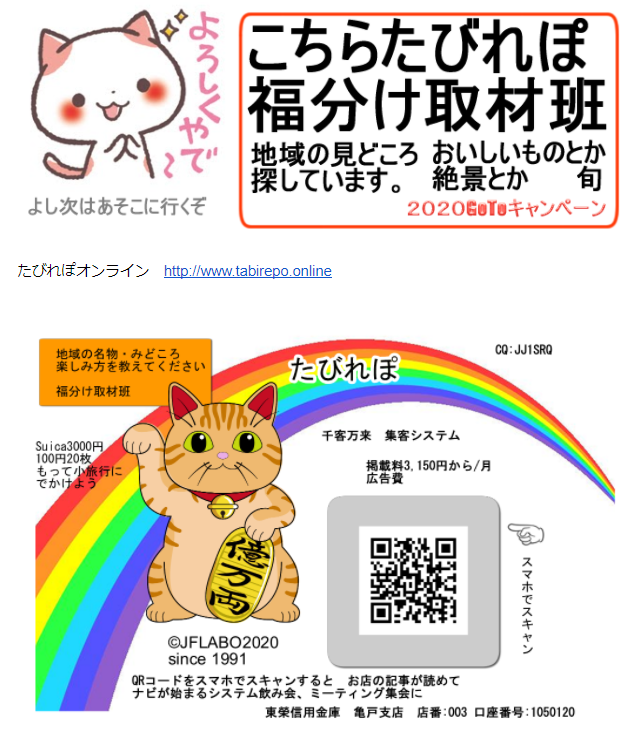 よろしくやで～
よし次はあそこに行くぞ
こちらたびれぽ
福分け取材班
地域の見どころ おいしいものとか
探しています。 絶景とか 旬
2020GoToキャンペーン
たびれぽオンライン http://www.tabirepo.online
地域の名物・みどころ
楽しみ方を教えてください
福分け取材班
たびれぽ
CQ:JJ1SRQ
Suica3000円
100円20枚
もって小旅行に
でかけよう
千客万来 集客システム
掲載料3,150円から/月
広告費
億万両
スマホでスキャン
©JFLABO2020
since 1991
QRコードをスマホでスキャンすると お店の記事が読めて
ナビが始まるシステム飲み会、ミーティング集会に
東榮信用金庫 亀戸支店 店番:003 口座番号:1050120